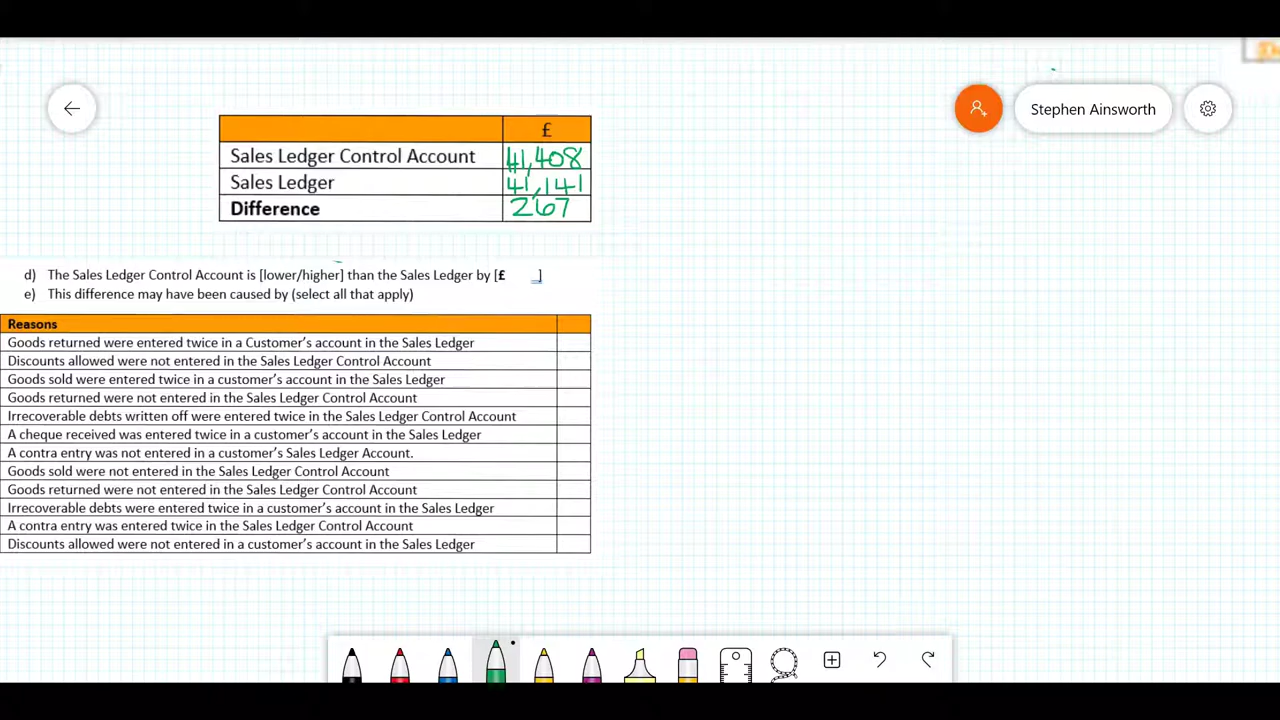 Stephen Ainsworth
£
Sales Ledger Control Account 41,408
Sales Ledger 41,141
Difference 267
d) The Sales Ledger Control Account is [lower/higher] than the Sales Ledger by [£ _]
e) This difference may have been caused by (select all that apply)
Reasons
Goods returned were entered twice in a Customer's account in the Sales Ledger
Discounts allowed were not entered in the Sales Ledger Control Account
Goods sold were entered twice in a customer's account in the Sales Ledger
Goods returned were not entered in the Sales Ledger Control Account
Irrecoverable debts written off were entered twice in the Sales Ledger Control Account
A cheque received was entered twice in a customer's account in the Sales Ledger
A contra entry was not entered in a customer's Sales Ledger Account.
Goods sold were not entered in the Sales Ledger Control Account
Goods returned were not entered in the Sales Ledger Control Account
Irrecoverable debts were entered twice in a customer's account in the Sales Ledger
A contra entry was entered twice in the Sales Ledger Control Account
Discounts allowed were not entered in a customer's account in the Sales Ledger